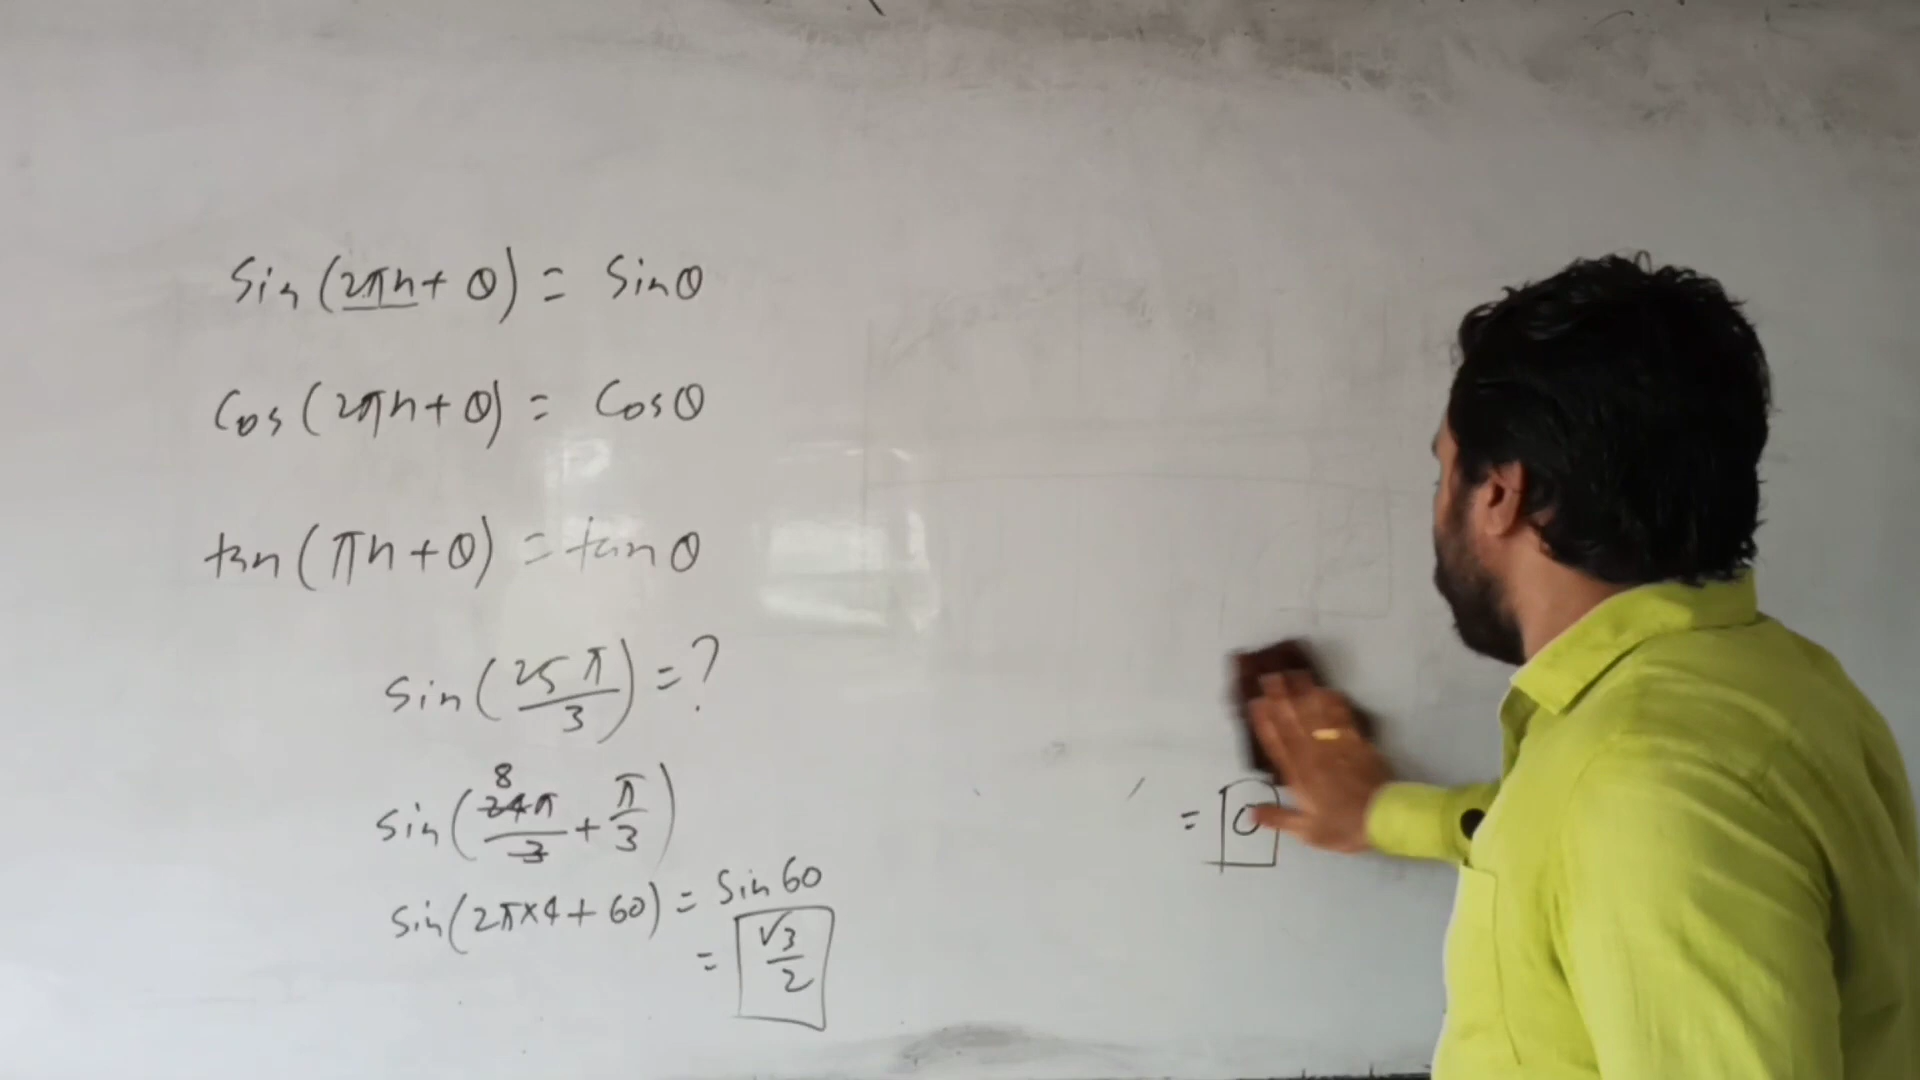 Sin (2πn + θ) = Sinθ
Cos (2πn + θ) = Cosθ
tan (πn + θ) = tan θ
sin (25π/3) = ?
8
sin (24π/3 + π/3)
sin (2π×4 + 60) = Sin 60
= √3/2
= 0